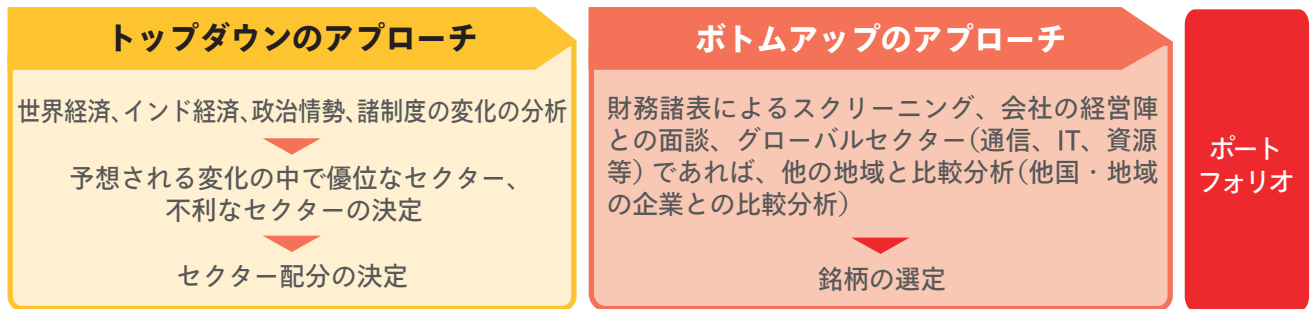 トップダウンのアプローチ
世界経済、インド経済、政治情勢、諸制度の変化の分析
予想される変化の中で優位なセクター、
不利なセクターの決定
セクター配分の決定
ボトムアップのアプローチ
財務諸表によるスクリーニング、会社の経営陣
との面談、グローバルセクター(通信、IT、資源
等)であれば、他の地域と比較分析(他国・地域
の企業との比較分析)
銘柄の選定
ポート
フォリオ